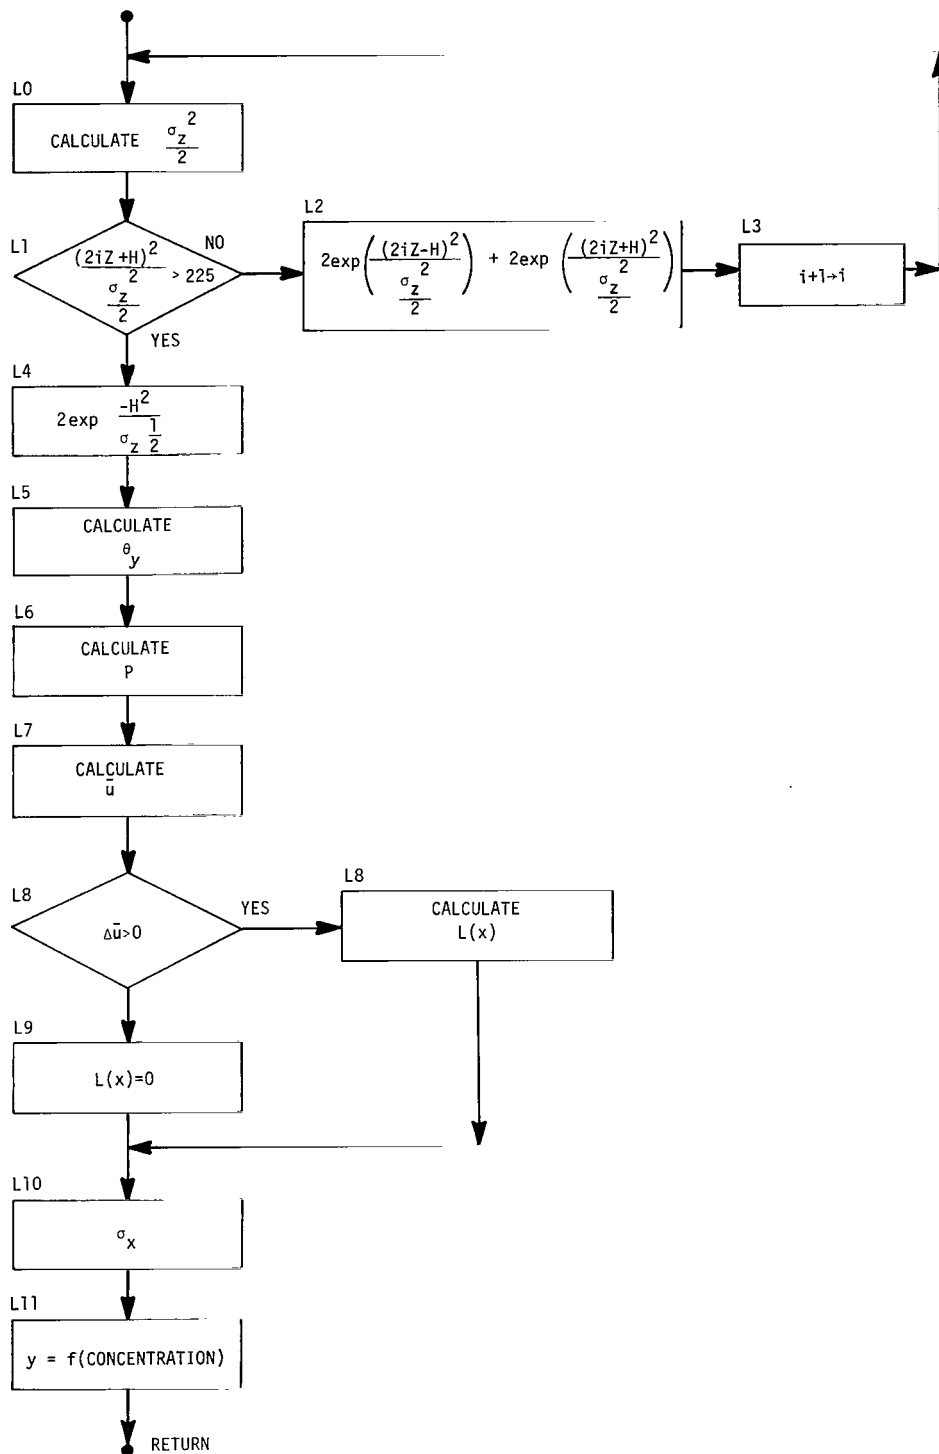 L0
CALCULATE σz²/2
L1
(2iZ+H)²/(σz²/2) > 225
NO
YES
L2
2exp((2iZ-H)²/(σz²/2)) + 2exp((2iZ+H)²/(σz²/2))
L3
i+1→i
L4
2exp -H²/(σz 1/2)
L5
CALCULATE
θy
L6
CALCULATE
P
L7
CALCULATE
ū
L8
Δū>0
YES
L8
CALCULATE
L(x)
L9
L(x)=0
L10
σx
L11
y = f(CONCENTRATION)
RETURN